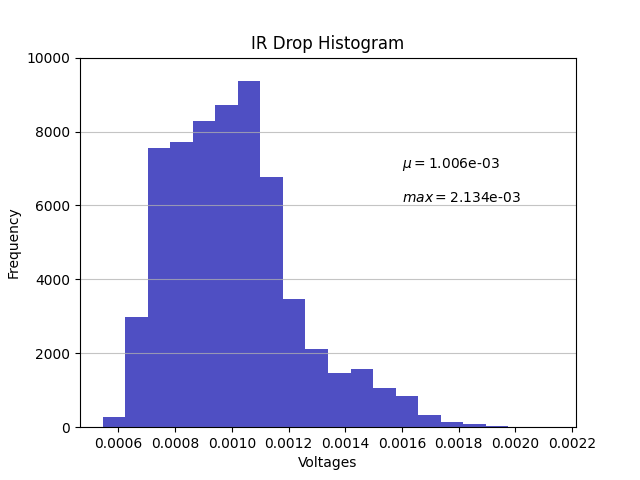 IR Drop Histogram
10000
8000
6000
4000
2000
0
Frequency
μ = 1.006e-03
max = 2.134e-03
0.0006 0.0008 0.0010 0.0012 0.0014 0.0016 0.0018 0.0020 0.0022
Voltages